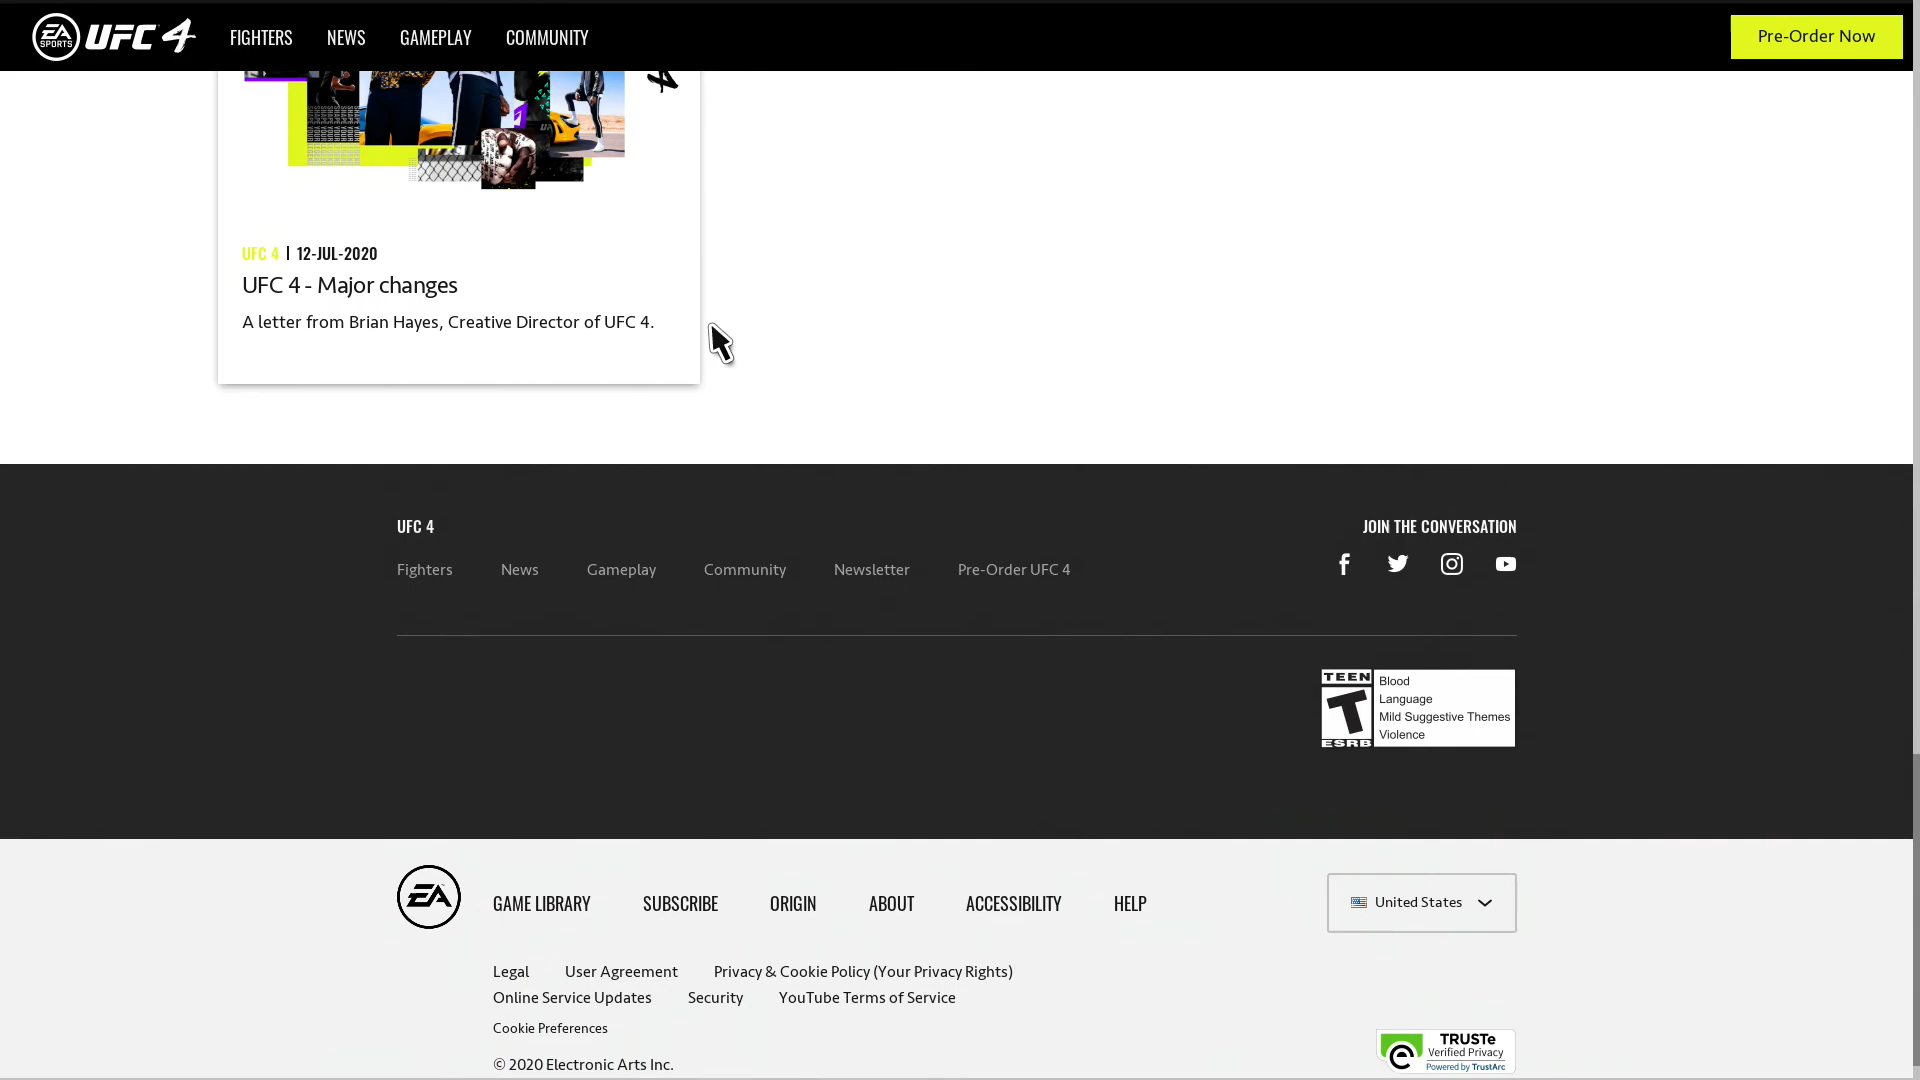 EA SPORTS UFC 4 FIGHTERS NEWS GAMEPLAY COMMUNITY Pre-Order Now
UFC 4 | 12-JUL-2020
UFC 4 - Major changes
A letter from Brian Hayes, Creative Director of UFC 4.
UFC 4
JOIN THE CONVERSATION
Fighters News Gameplay Community Newsletter Pre-Order UFC 4
TEEN
T
ESRB
Blood
Language
Mild Suggestive Themes
Violence
EA
GAME LIBRARY SUBSCRIBE ORIGIN ABOUT ACCESSIBILITY HELP
United States
Legal User Agreement Privacy & Cookie Policy (Your Privacy Rights)
Online Service Updates Security YouTube Terms of Service
Cookie Preferences
© 2020 Electronic Arts Inc.
TRUSTe
Verified Privacy
Powered by TrustArc